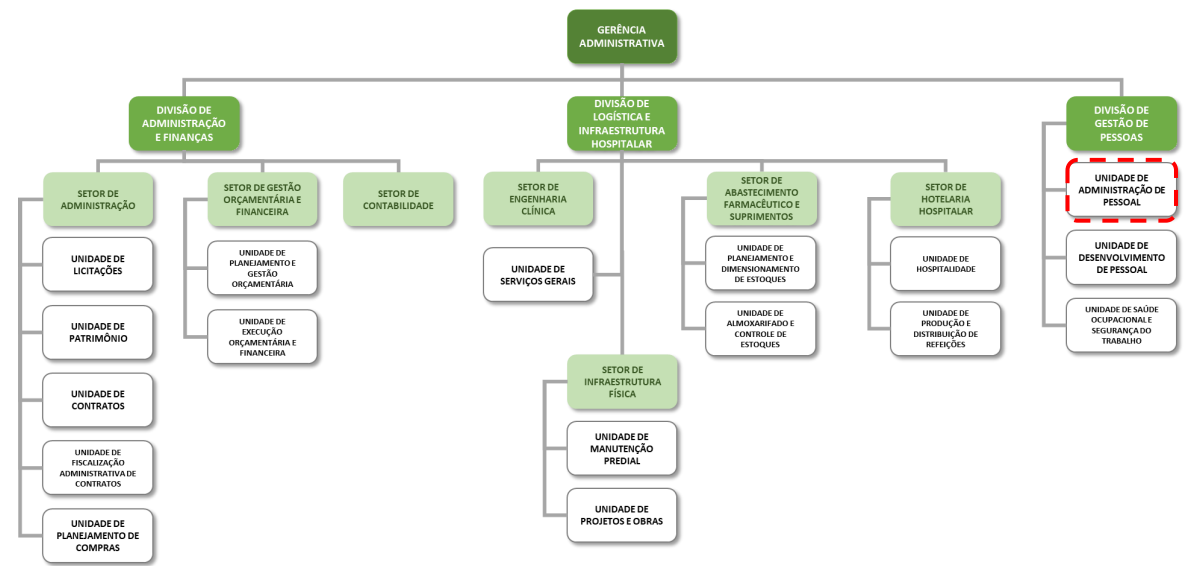 GERÊNCIA
ADMINISTRATIVA
DIVISÃO DE
ADMINISTRAÇÃO
E FINANÇAS
DIVISÃO DE
LOGÍSTICA E
INFRAESTRUTURA
HOSPITALAR
DIVISÃO DE
GESTÃO DE
PESSOAS
SETOR DE
ADMINISTRAÇÃO
SETOR DE GESTÃO
ORÇAMENTÁRIA E
FINANCEIRA
SETOR DE
CONTABILIDADE
SETOR DE
ENGENHARIA
CLÍNICA
SETOR DE
ABASTECIMENTO
FARMACÊUTICO E
SUPRIMENTOS
SETOR DE
HOTELARIA
HOSPITALAR
UNIDADE DE
ADMINISTRAÇÃO DE
PESSOAL
UNIDADE DE
LICITAÇÕES
UNIDADE DE
PLANEJAMENTO E
GESTÃO
ORÇAMENTÁRIA
UNIDADE DE
SERVIÇOS GERAIS
UNIDADE DE
PLANEJAMENTO E
DIMENSIONAMENTO
DE ESTOQUES
UNIDADE DE
HOSPITALIDADE
UNIDADE DE
DESENVOLVIMENTO
DE PESSOAL
UNIDADE DE
PATRIMÔNIO
UNIDADE DE
EXECUÇÃO
ORÇAMENTÁRIA E
FINANCEIRA
UNIDADE DE
ALMOXARIFADO E
CONTROLE DE
ESTOQUES
UNIDADE DE
PRODUÇÃO E
DISTRIBUIÇÃO DE
REFEIÇÕES
UNIDADE DE SAÚDE
OCUPACIONAL E
SEGURANÇA DO
TRABALHO
SETOR DE
INFRAESTRUTURA
FÍSICA
UNIDADE DE
CONTRATOS
UNIDADE DE
MANUTENÇÃO
PREDIAL
UNIDADE DE
FISCALIZAÇÃO
ADMINISTRATIVA DE
CONTRATOS
UNIDADE DE
PROJETOS E OBRAS
UNIDADE DE
PLANEJAMENTO DE
COMPRAS